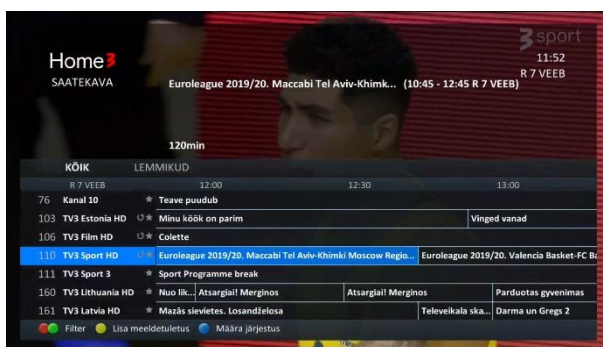 3 sport
Home3
11:52
SAATEKAVA
R 7 VEEB
Euroleague 2019/20. Maccabi Tel Aviv-Khimk... (10:45 - 12:45 R 7 VEEB)
120min
KÕIK LEMMIKUD
R 7 VEEB 12:00 12:30 13:00
76 Kanal 10 Teave puudub
103 TV3 Estonia HD Minu köök on parim Vinged vanad
106 TV3 Film HD Colette
110 TV3 Sport HD Euroleague 2019/20. Maccabi Tel Aviv-Khimki Moscow Regio... Euroleague 2019/20. Valencia Basket-FC Ba
111 TV3 Sport 3 Sport Programme break
160 TV3 Lithuania HD Nuo lik... Atsargiai! Merginos Atsargiai! Merginos Parduotas gyvenimas
161 TV3 Latvia HD Mazās sievietes. Losandželosa Televeikala ska... Darma un Gregs 2
Filter Lisa meeldetuletus Määra järjestus